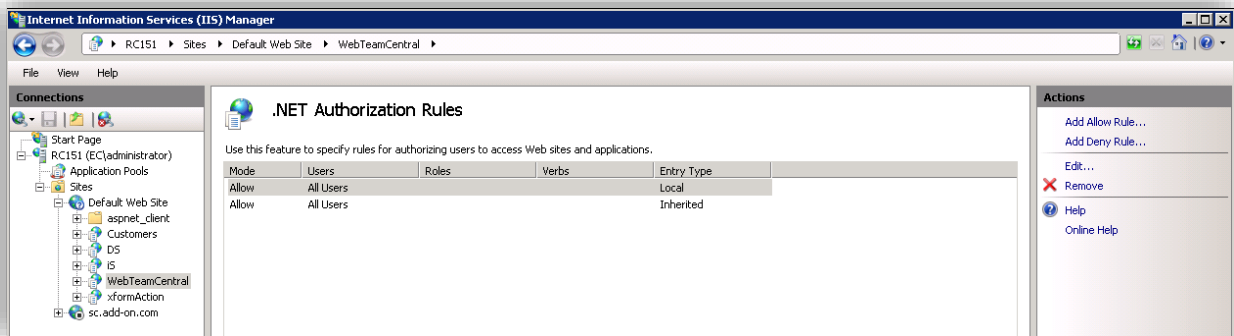 Internet Information Services (IIS) Manager
RC151 Sites Default Web Site WebTeamCentral
File View Help
Connections
Start Page
RC151 (EC\administrator)
Application Pools
Sites
Default Web Site
aspnet_client
Customers
DS
iS
WebTeamCentral
xformAction
sc.add-on.com
.NET Authorization Rules
Use this feature to specify rules for authorizing users to access Web sites and applications.
Mode Users Roles Verbs Entry Type
Allow All Users Local
Allow All Users Inherited
Actions
Add Allow Rule...
Add Deny Rule...
Edit...
Remove
Help
Online Help